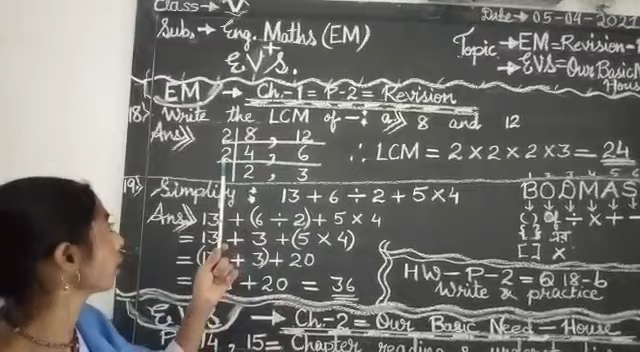 Class → V
Date → 05-04-202
Sub. → Eng. Maths (EM)
+
EVS.
Topic → EM = Revision -
→ EVS = Our Basic
House
EM → Ch.-1 = P-2 = Revision
18) Write the LCM of -: a) 8 and 12
Ans) 2 | 8, 12
2 | 4, 6
2, 3
∴ LCM = 2 × 2 × 2 × 3 = 24
19) Simplify : 13 + 6 ÷ 2 + 5 × 4
Ans) 13 + (6 ÷ 2) + 5 × 4
= 13 + 3 + (5 × 4)
= 3) + 20
= + 20 = 36
BODMAS
↓ ↓ ↓ ↓ ↓ ↓
() ÷ × + -
{ }
[ ] ×
HW - P-2 = Q 18-b
Write & practice
EVS → Ch.-2 = Our Basic Need - House
14, 15 = Chapter reading &